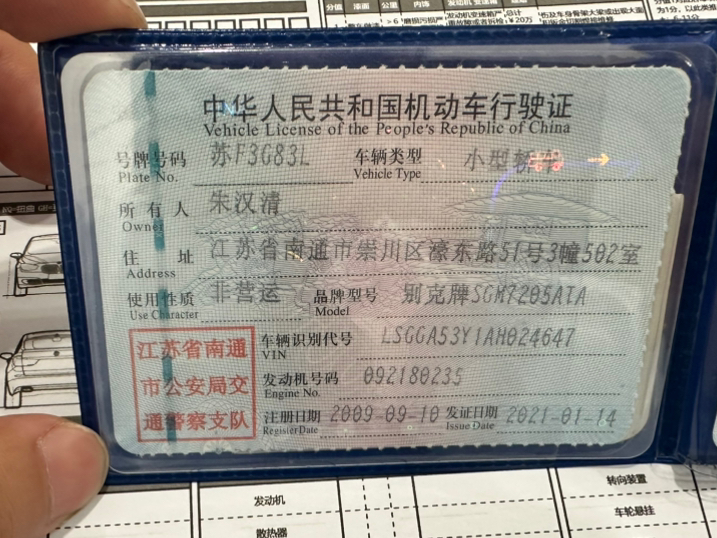 分值 漆面 公里 内饰
中华人民共和国机动车行驶证
Vehicle License of the People's Republic of China
号牌号码 苏F3G83L 车辆类型 小型轿车
Plate No. Vehicle Type
所有人 朱汉清
Owner
住址 江苏省南通市崇川区濠东路51号3幢502室
Address
使用性质 非营运 品牌型号 别克牌SGM7205ATA
Use Character Model
车辆识别代号 LSGGA53Y1AH024647
VIN
发动机号码 092180235
Engine No.
注册日期 2009-09-10 发证日期 2021-01-14
Register Date Issue Date
江苏省南通
市公安局交
通警察支队
发动机 转向装置
散热器 车轮悬挂